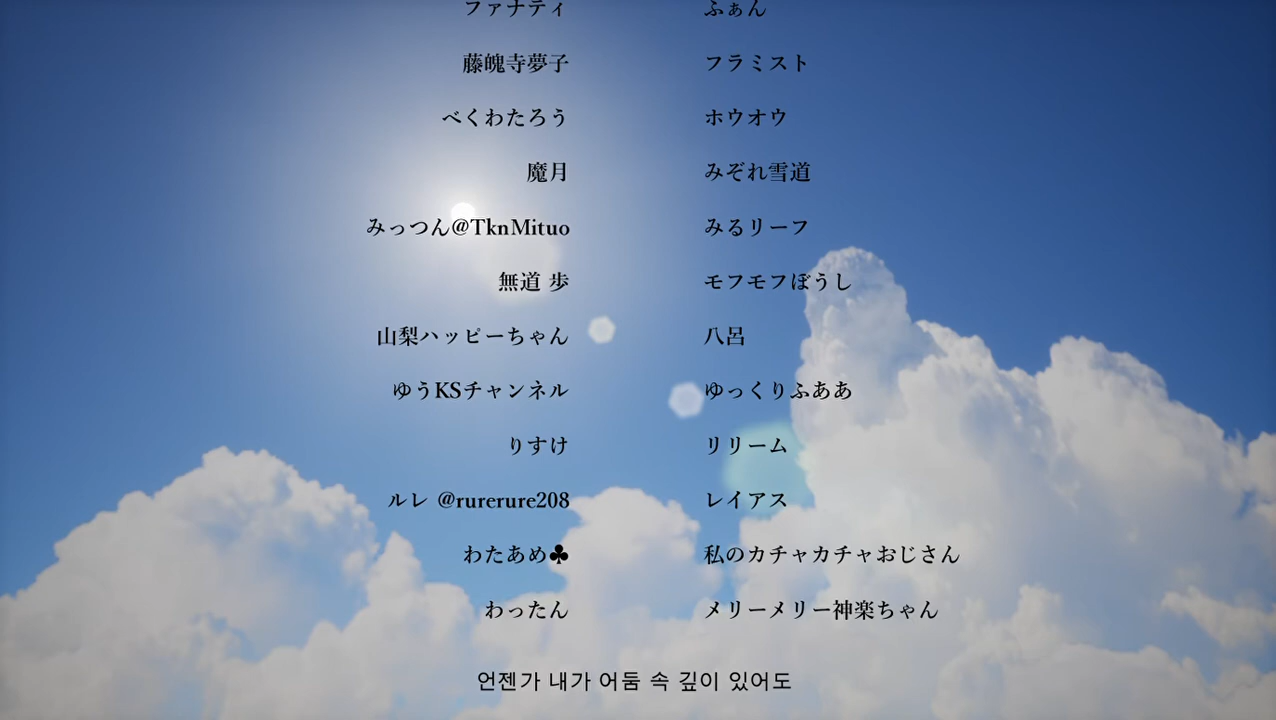 ファナティ ふぁん
藤魄寺夢子 フラミスト
べくわたろう ホウオウ
魔月 みぞれ雪道
みっつん@TknMituo みるリーフ
無道 歩 モフモフぼうし
山梨ハッピーちゃん 八呂
ゆうKSチャンネル ゆっくりふああ
りすけ リリーム
ルレ @rurerure208 レイアス
わたあめ♣ 私のカチャカチャおじさん
わったん メリーメリー神楽ちゃん
언젠가 내가 어둠 속 깊이 있어도